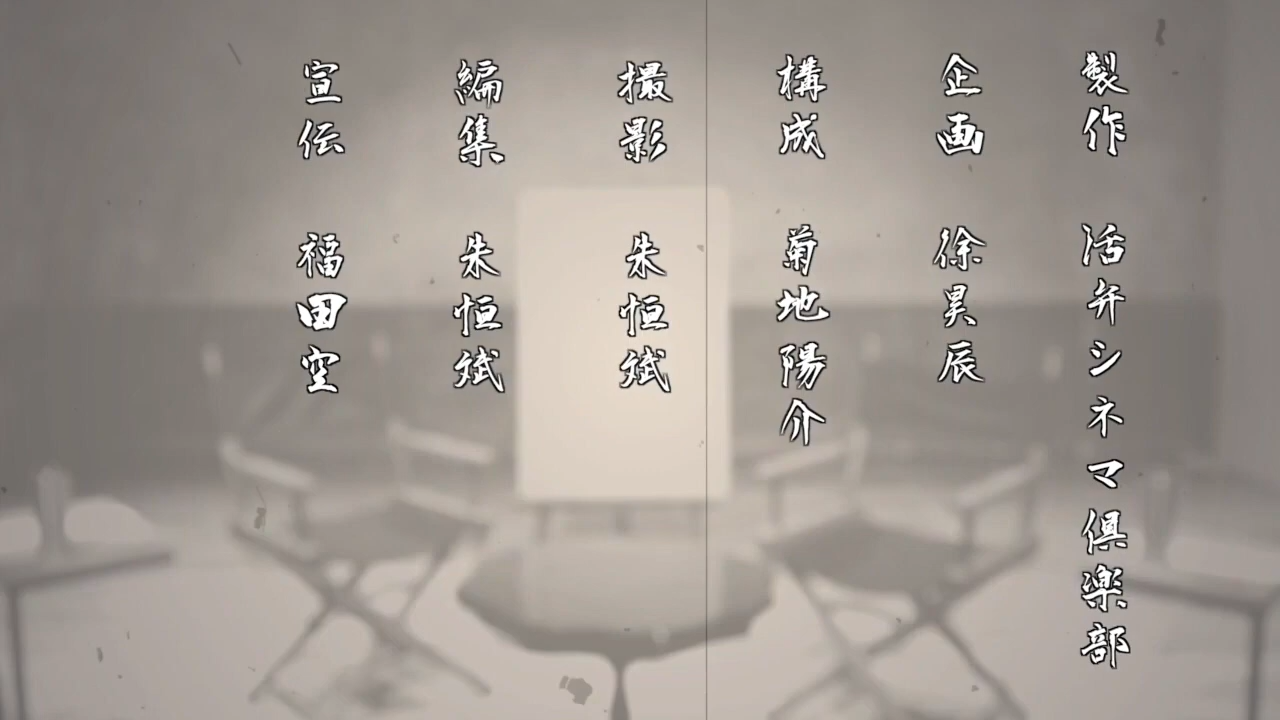 製作 活弁シネマ倶楽部
企画 徐昊辰
構成 菊地陽介
撮影 朱恒斌
編集 朱恒斌
宣伝 福田空